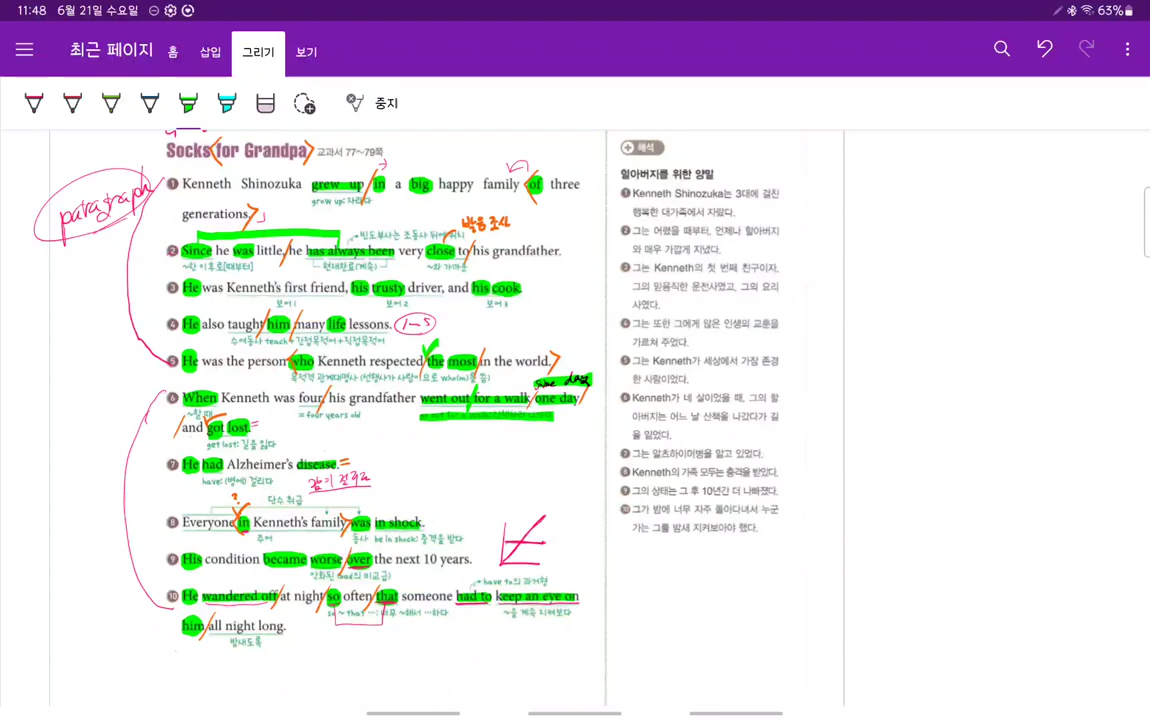 11:48 6월 21일 수요일 63%
최근 페이지 홈 삽입 그리기 보기
중지
Socks for Grandpa 교과서 77~79쪽
paragraph
① Kenneth Shinozuka grew up in a big happy family of three
grow up: 자라다
generations.
발음 조심
빈도부사는 조동사 뒤에 위치
② Since he was little, he has always been very close to his grandfather.
~한 이후로[때부터] 현재완료(계속) ~와 가까운
③ He was Kenneth's first friend, his trusty driver, and his cook.
보어1 보어2 보어3
④ He also taught him many life lessons. 1-5
수여동사 teach+간접목적어+직접목적어
⑤ He was the person who Kenneth respected the most in the world.
목적격 관계대명사 (선행사가 사람이므로 who(m)을 씀)
some day
⑥ When Kenneth was four, his grandfather went out for a walk one day
~할 때 = four years old
and got lost.
get lost: 길을 잃다
⑦ He had Alzheimer's disease.
have: (병에) 걸리다
단수 취급
⑧ Everyone in Kenneth's family was in shock.
주어 동사 be in shock: 충격을 받다
⑨ His condition became worse over the next 10 years.
악화된 (bad의 비교급)
have to의 과거형
⑩ He wandered off at night so often that someone had to keep an eye on
so ~ that …: 너무 ~해서 …하다 ~을 계속 지켜보다
him all night long.
밤새도록
해석
할아버지를 위한 양말
① Kenneth Shinozuka는 3대에 걸친
행복한 대가족에서 자랐다.
② 그는 어렸을 때부터, 언제나 할아버지
와 매우 가깝게 지냈다.
③ 그는 Kenneth의 첫 번째 친구이자,
그의 믿음직한 운전사였고, 그의 요리
사였다.
④ 그는 또한 그에게 많은 인생의 교훈을
가르쳐 주었다.
⑤ 그는 Kenneth가 세상에서 가장 존경
한 사람이었다.
⑥ Kenneth가 네 살이었을 때, 그의 할
아버지는 어느 날 산책을 나갔다가 길
을 잃었다.
⑦ 그는 알츠하이머병을 앓고 있었다.
⑧ Kenneth의 가족 모두는 충격을 받았다.
⑨ 그의 상태는 그 후 10년간 더 나빠졌다.
⑩ 그가 밤에 너무 자주 돌아다녀서 누군
가는 그를 밤새 지켜보아야 했다.